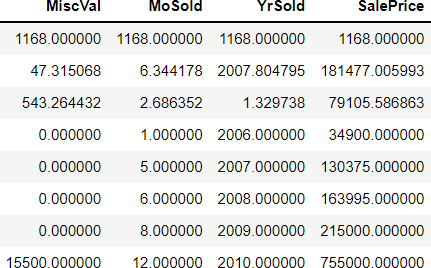 MiscVal MoSold YrSold SalePrice
1168.000000 1168.000000 1168.000000 1168.000000
47.315068 6.344178 2007.804795 181477.005993
543.264432 2.686352 1.329738 79105.586863
0.000000 1.000000 2006.000000 34900.000000
0.000000 5.000000 2007.000000 130375.000000
0.000000 6.000000 2008.000000 163995.000000
0.000000 8.000000 2009.000000 215000.000000
15500.000000 12.000000 2010.000000 755000.000000